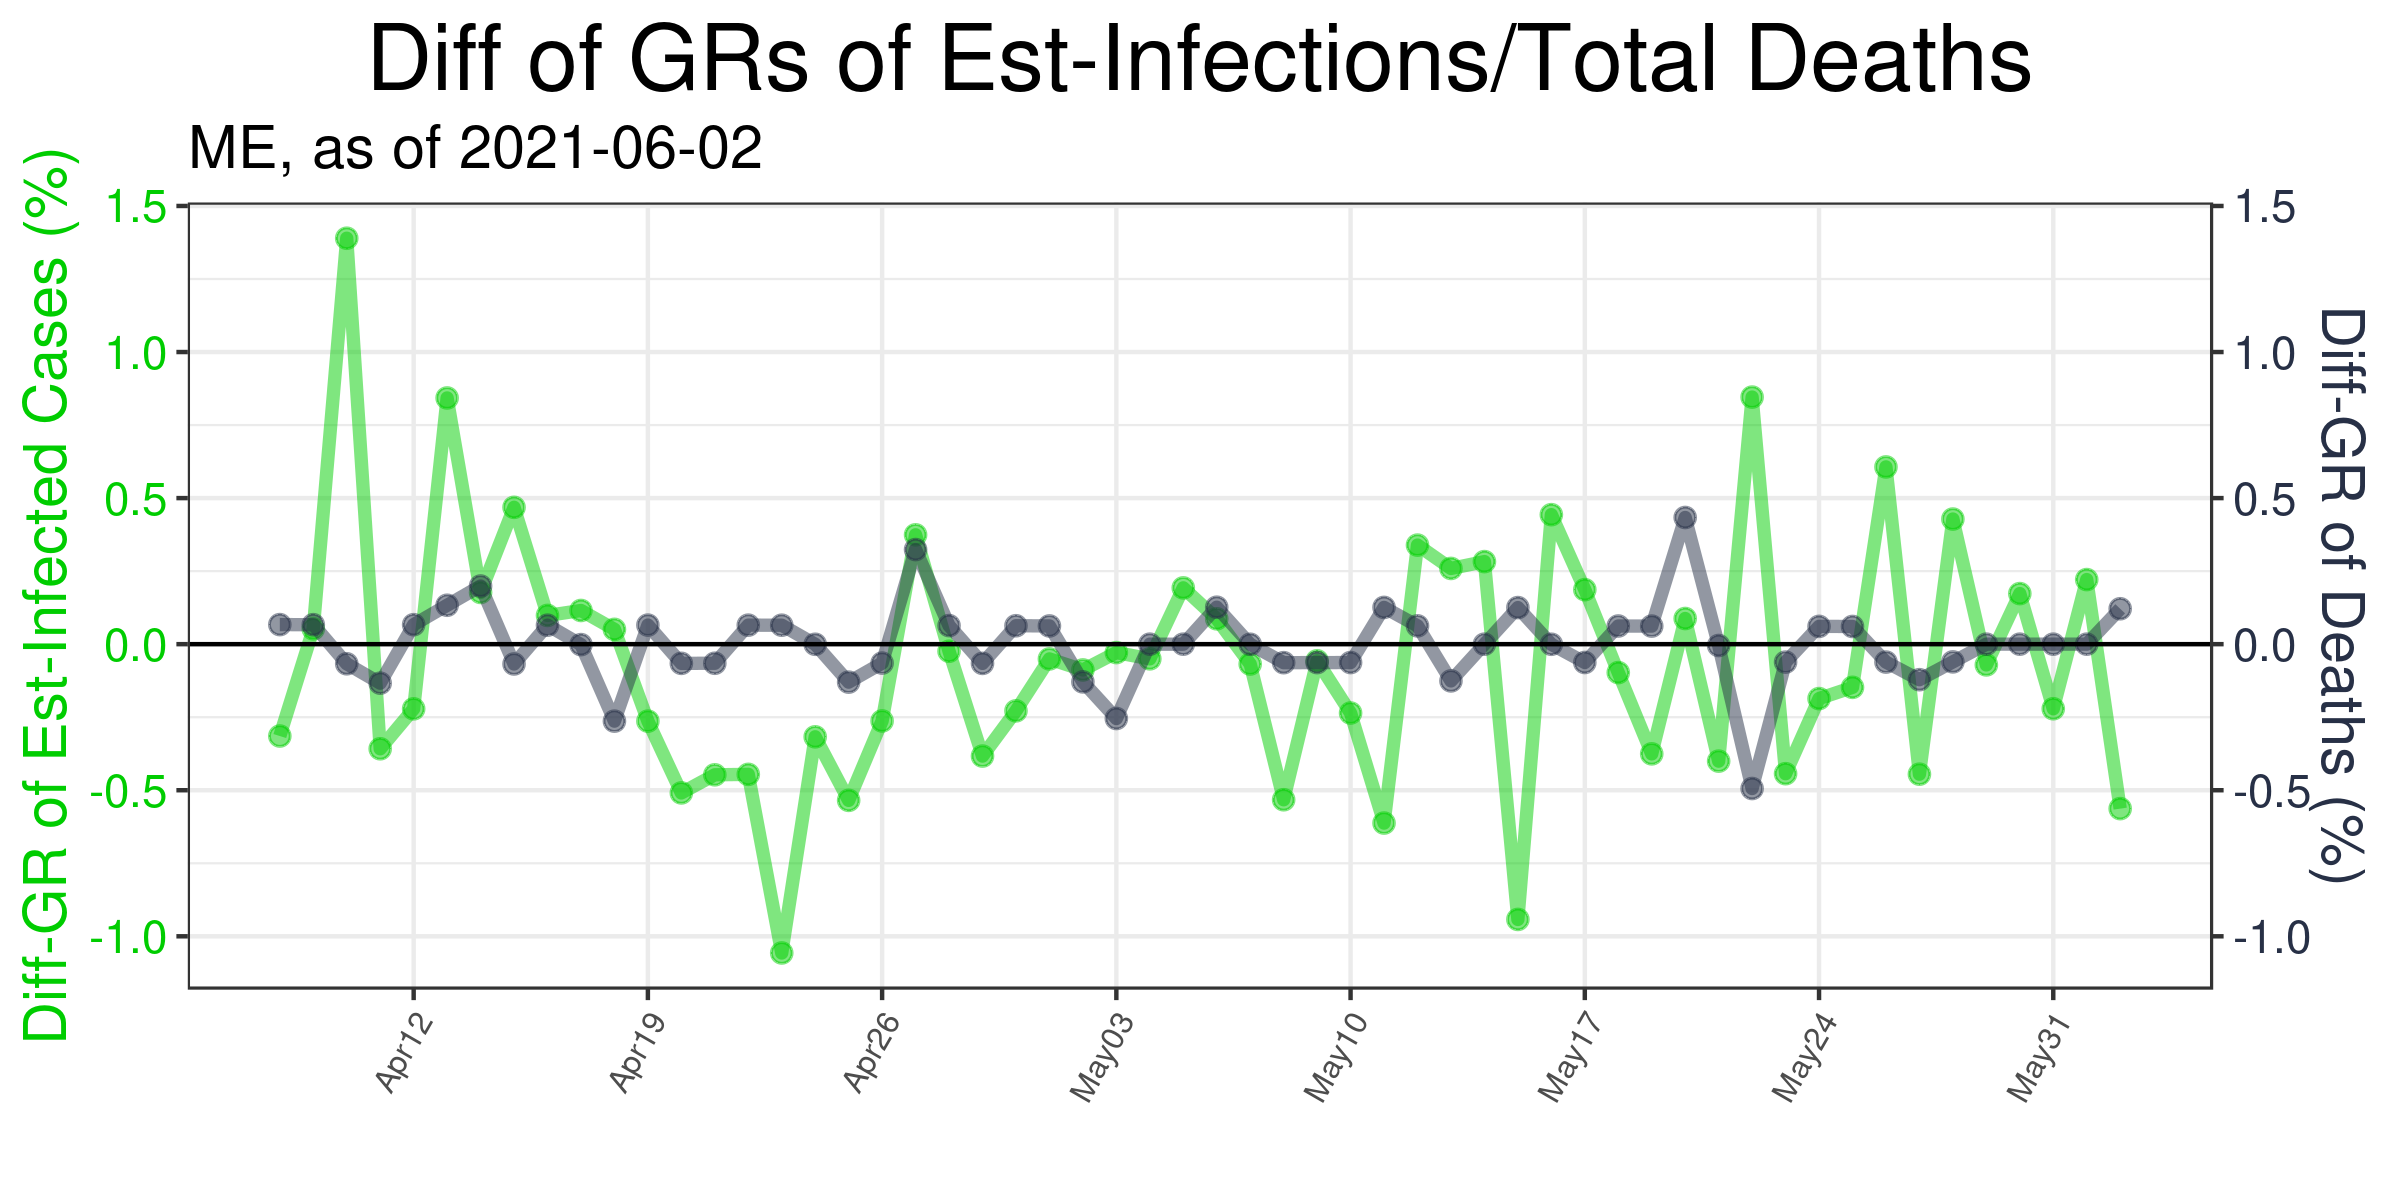 Diff of GRs of Est-Infections/Total Deaths
ME, as of 2021-06-02
Diff-GR of Est-Infected Cases (%)
1.5
1.0
0.5
0.0
-0.5
-1.0
1.5
1.0
0.5
0.0
-0.5
-1.0
Diff-GR of Deaths (%)
Apr12
Apr19
Apr26
May03
May10
May17
May24
May31